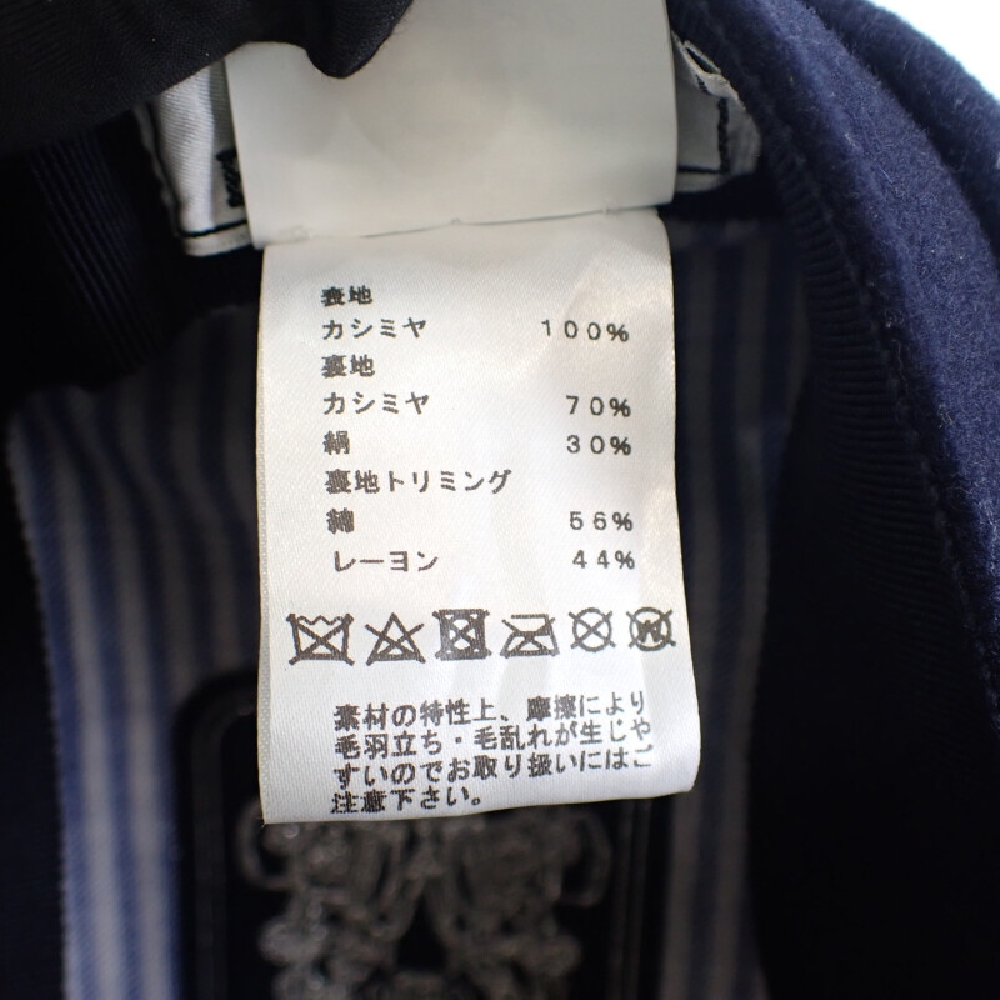 表地
カシミヤ 100%
裏地
カシミヤ 70%
絹 30%
裏地トリミング
綿 56%
レーヨン 44%
素材の特性上、摩擦により
毛羽立ち・毛乱れが生じや
すいのでお取り扱いにはご
注意下さい。